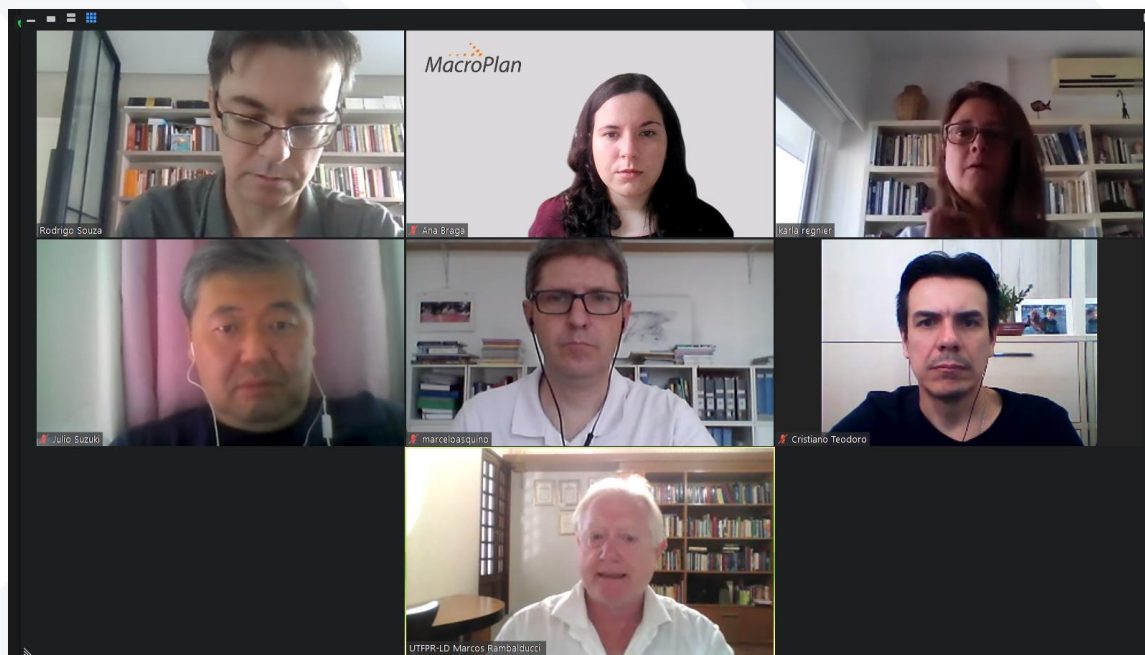 MacroPlan
Rodrigo Souza
Ana Braga
karla regnier
Julio Suzuki
marceloasquino
Cristiano Teodoro
UTFPR-LD Marcos Rambalducci